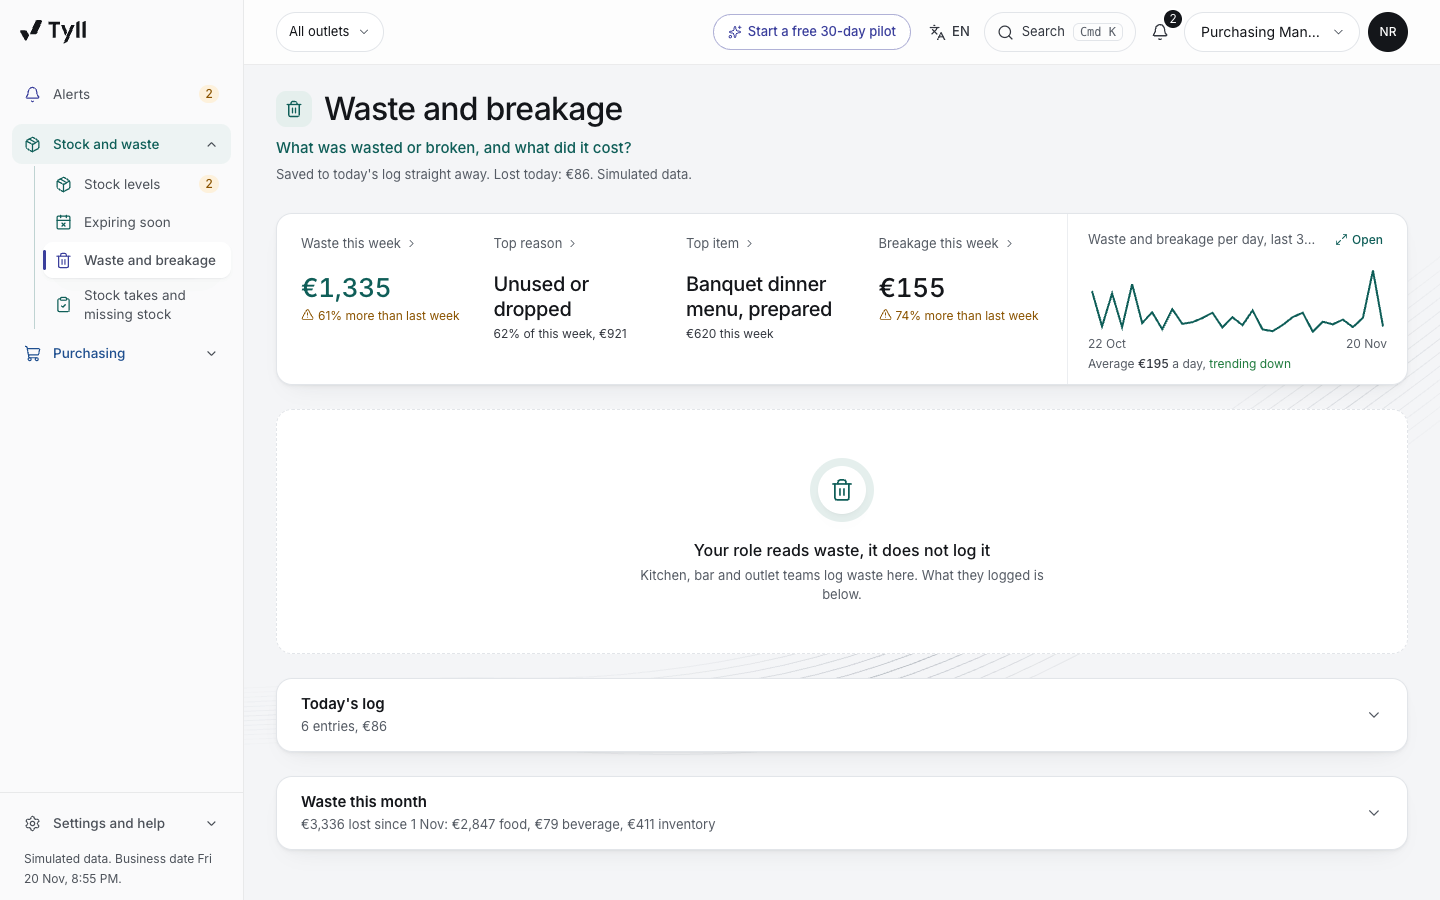 Tyll
All outlets
Start a free 30-day pilot
EN
Search
Cmd K
2
Purchasing Man...
NR
Alerts
2
Stock and waste
Stock levels
2
Expiring soon
Waste and breakage
Stock takes and
missing stock
Purchasing
Settings and help
Simulated data. Business date Fri
20 Nov, 8:55 PM.
Waste and breakage
What was wasted or broken, and what did it cost?
Saved to today's log straight away. Lost today: €86. Simulated data.
Waste this week
€1,335
61% more than last week
Top reason
Unused or
dropped
62% of this week, €921
Top item
Banquet dinner
menu, prepared
€620 this week
Breakage this week
€155
74% more than last week
Waste and breakage per day, last 3...
Open
22 Oct
20 Nov
Average €195 a day, trending down
Your role reads waste, it does not log it
Kitchen, bar and outlet teams log waste here. What they logged is
below.
Today's log
6 entries, €86
Waste this month
€3,336 lost since 1 Nov: €2,847 food, €79 beverage, €411 inventory